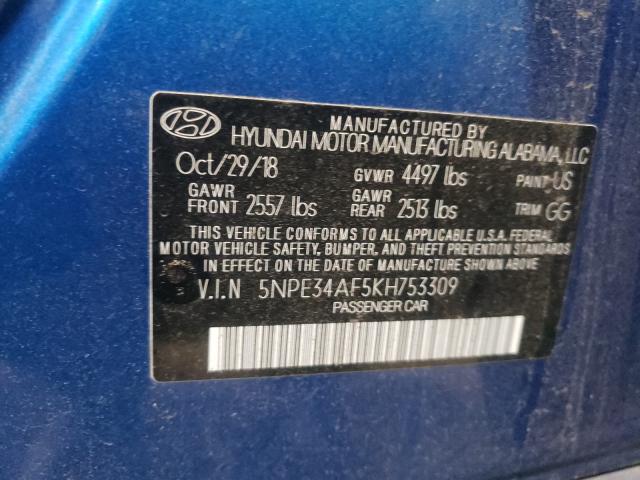 MANUFACTURED BY
HYUNDAI MOTOR MANUFACTURING ALABAMA, LLC
Oct/29/18 GVWR 4497 lbs PAINT US
GAWR FRONT 2557 lbs GAWR REAR 2513 lbs TRIM GG
THIS VEHICLE CONFORMS TO ALL APPLICABLE U.S.A. FEDERAL
MOTOR VEHICLE SAFETY, BUMPER, AND THEFT PREVENTION STANDARDS
IN EFFECT ON THE DATE OF MANUFACTURE SHOWN ABOVE
V.I.N 5NPE34AF5KH753309
PASSENGER CAR